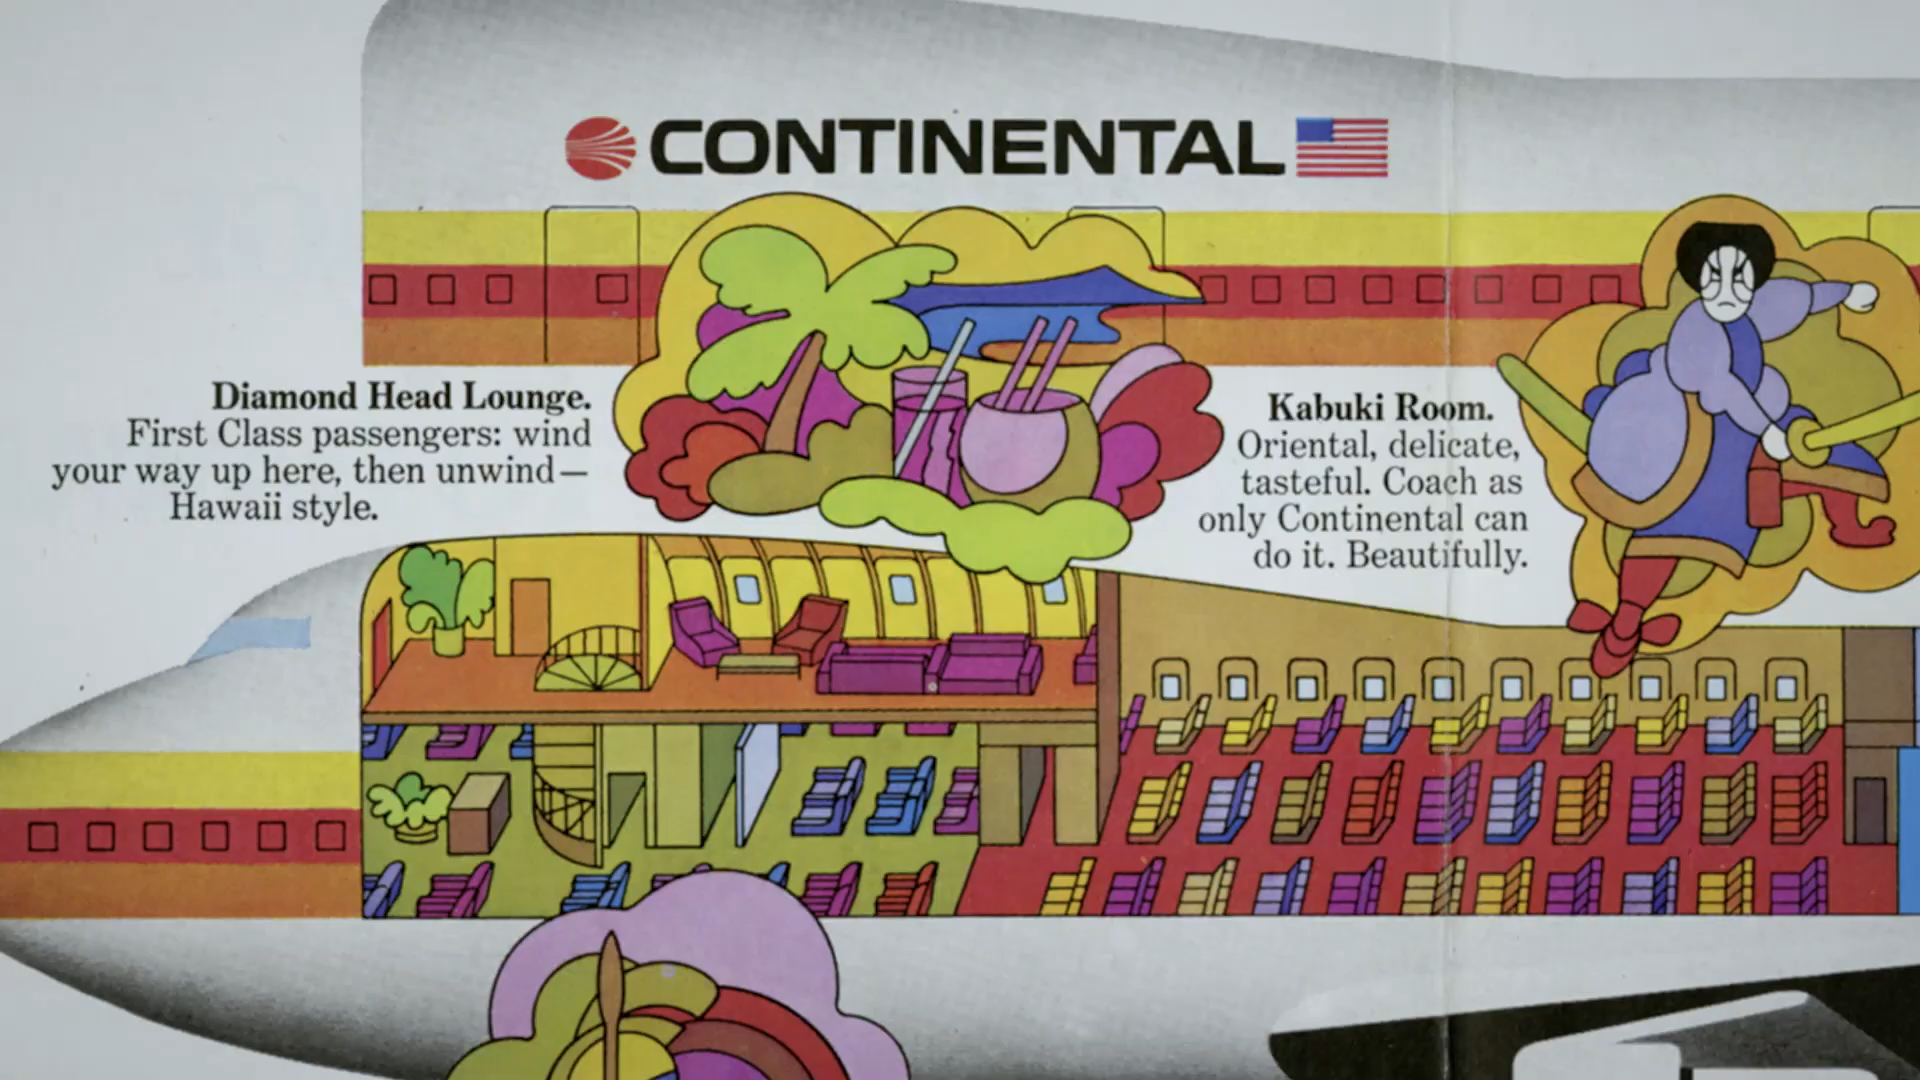 CONTINENTAL
Diamond Head Lounge.
First Class passengers: wind
your way up here, then unwind—
Hawaii style.
Kabuki Room.
Oriental, delicate,
tasteful. Coach as
only Continental can
do it. Beautifully.